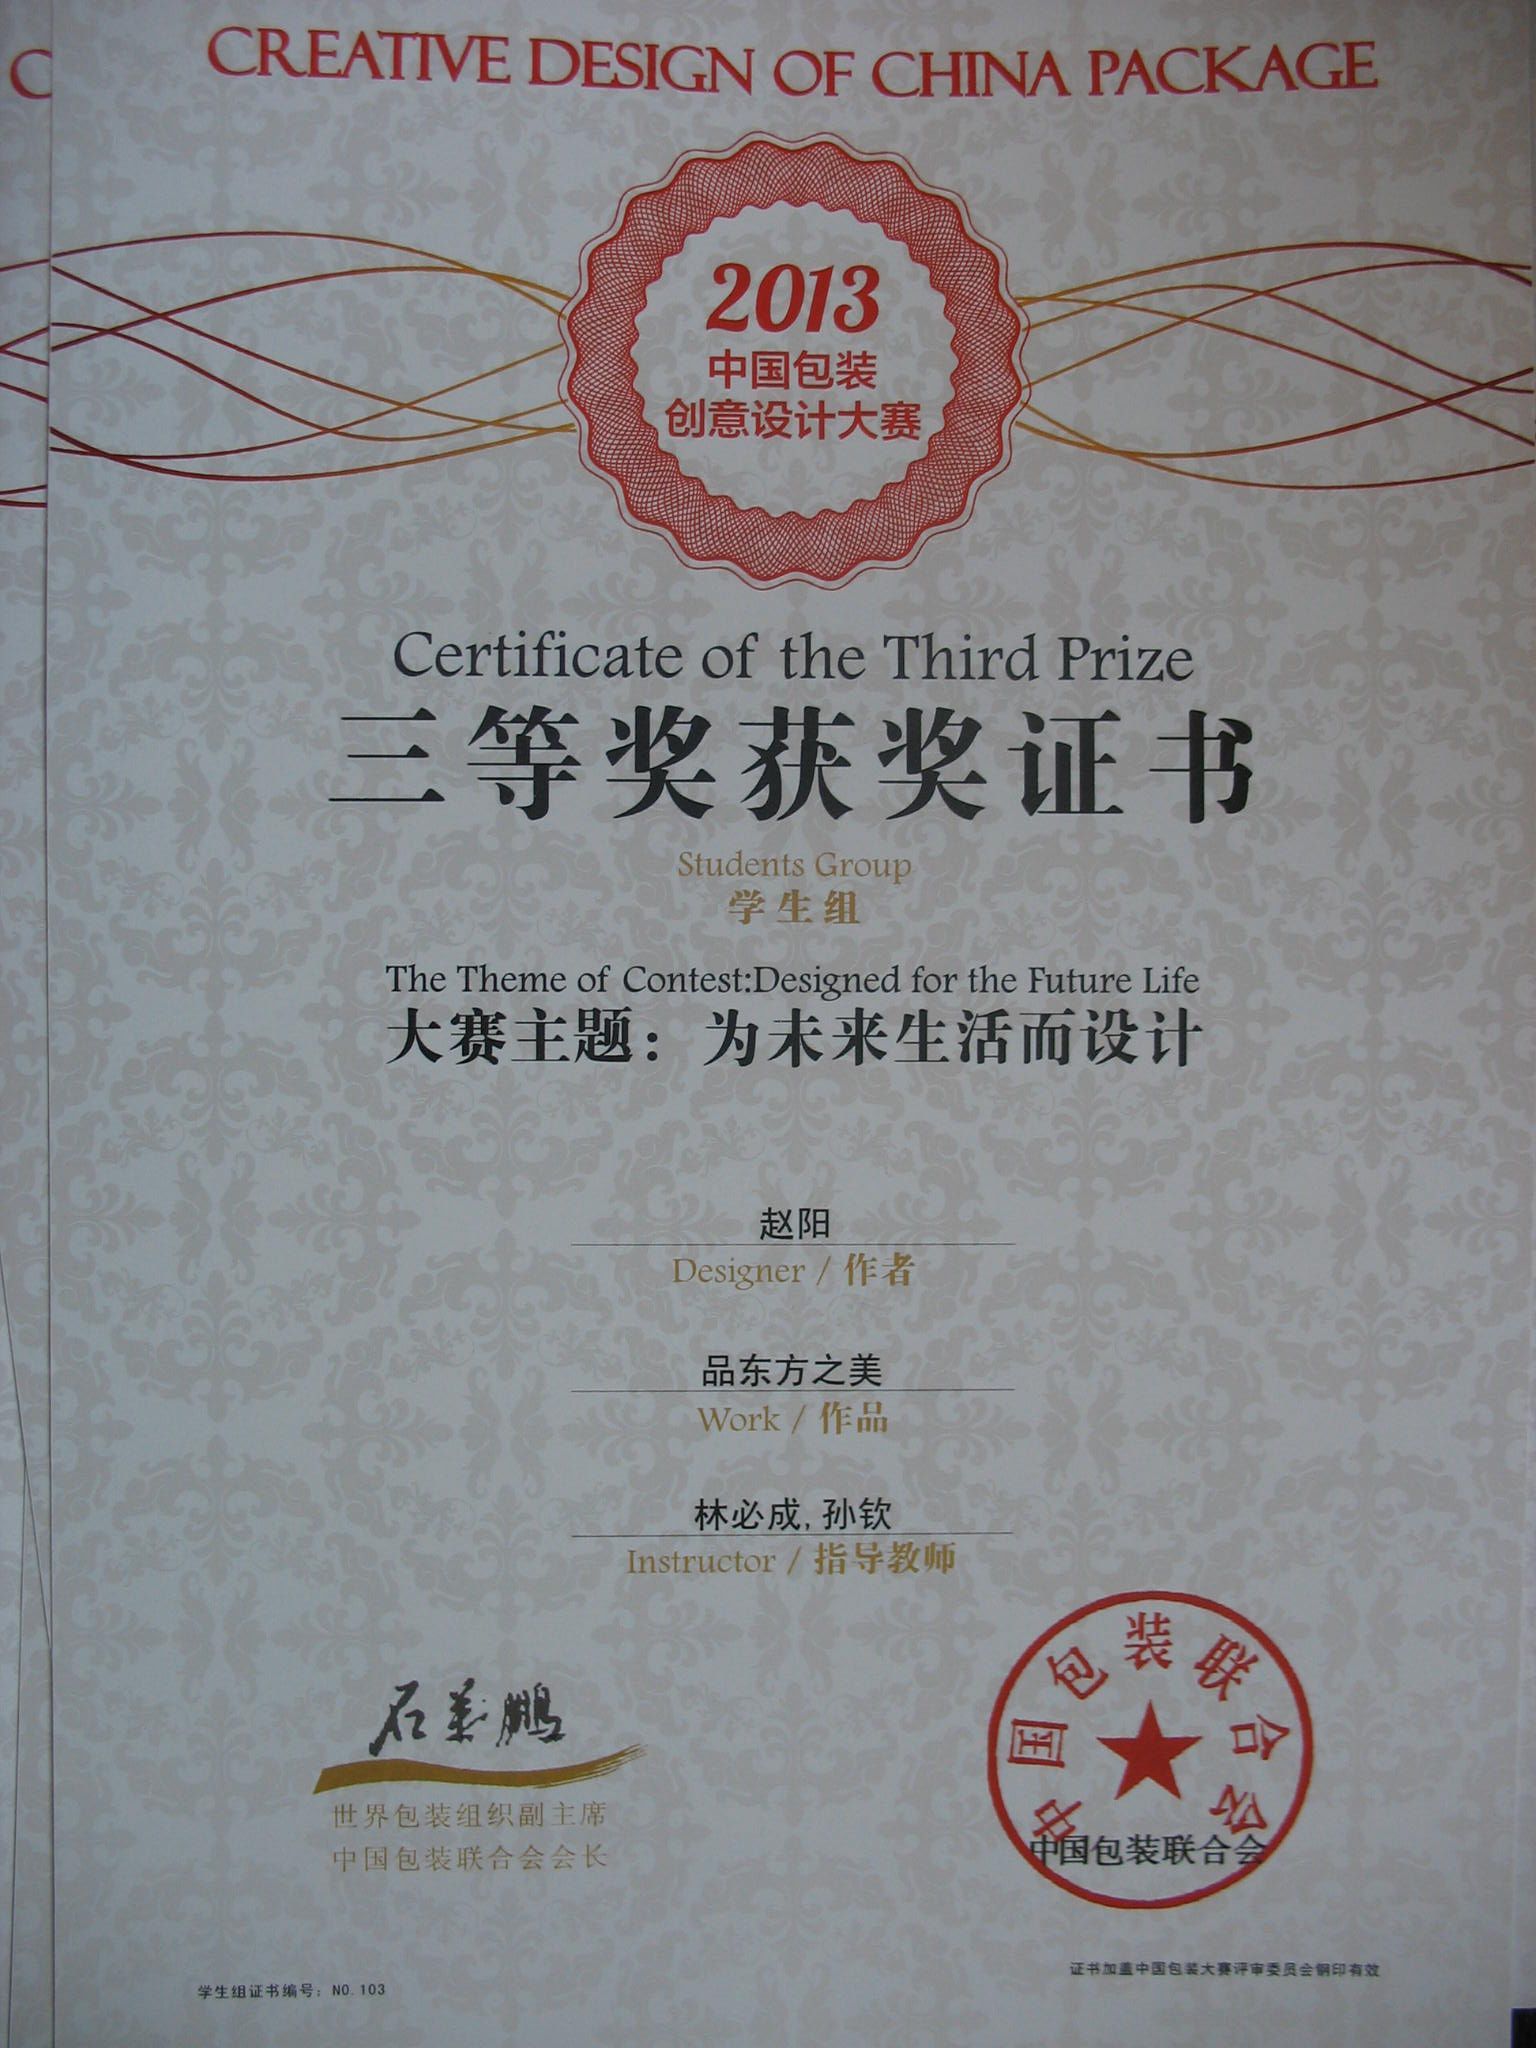 CREATIVE DESIGN OF CHINA PACKAGE
C
2013
中国包装
创意设计大赛
Certificate of the Third Prize
三等奖获奖证书
Students Group
学生组
The Theme of Contest:Designed for the Future Life
大赛主题：为未来生活而设计
赵阳
Designer / 作者
品东方之美
Work / 作品
林必成,孙钦
Instructor / 指导教师
石万鹏
世界包装组织副主席
中国包装联合会会长
中国包装联合会
中国包装联合会
学生组证书编号：NO.103
证书加盖中国包装大赛评审委员会钢印有效